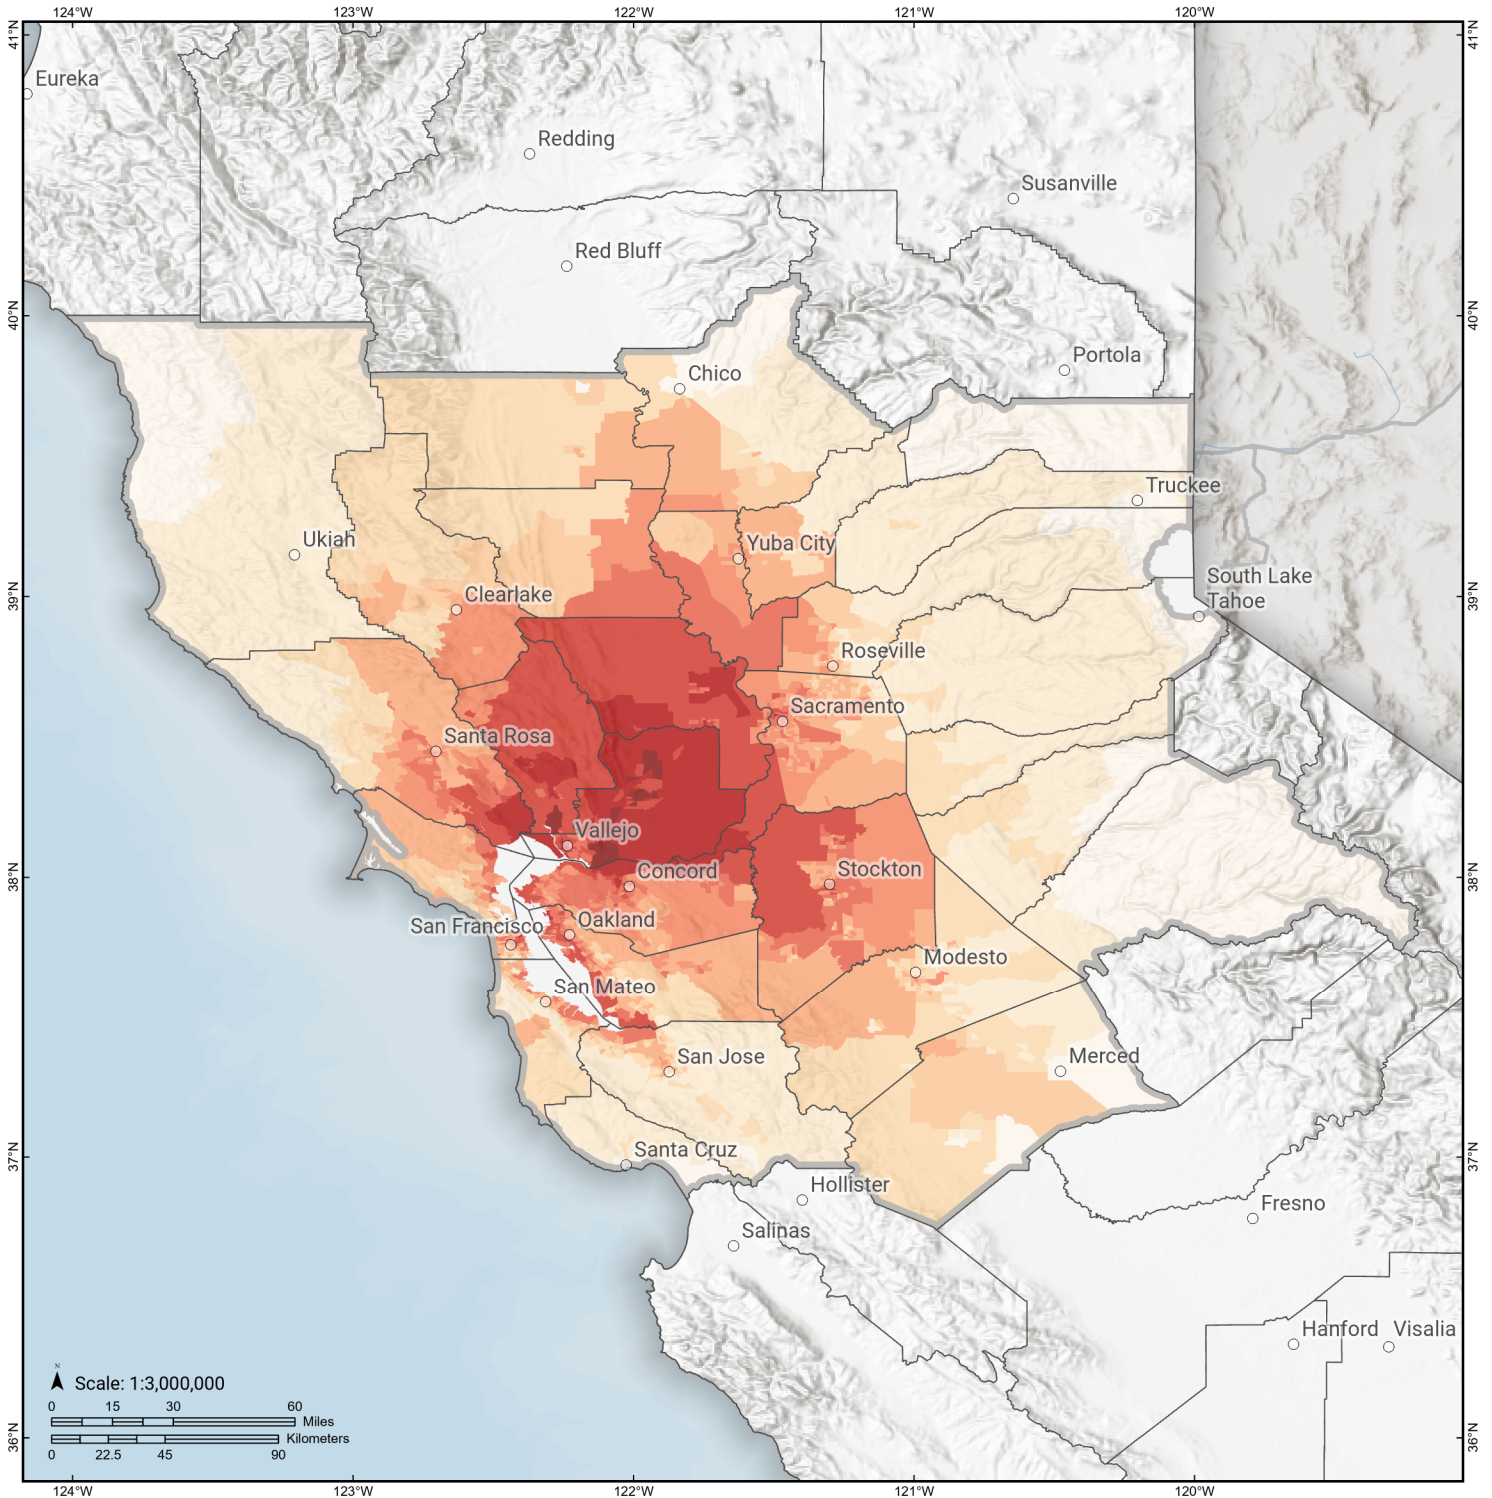 124°W 123°W 122°W 121°W 120°W
41°N 41°N
Eureka
Redding
Susanville
Red Bluff
40°N 40°N
Portola
Chico
Truckee
Ukiah
Yuba City
39°N 39°N
Clearlake
South Lake
Tahoe
Roseville
Sacramento
Santa Rosa
Vallejo
38°N 38°N
Concord
Stockton
San Francisco
Oakland
Modesto
San Mateo
San Jose
Merced
37°N 37°N
Santa Cruz
Hollister
Fresno
Salinas
Hanford
Visalia
N
Scale: 1:3,000,000
0 15 30 60
Miles
Kilometers
0 22.5 45 90
36°N 36°N
124°W 123°W 122°W 121°W 120°W